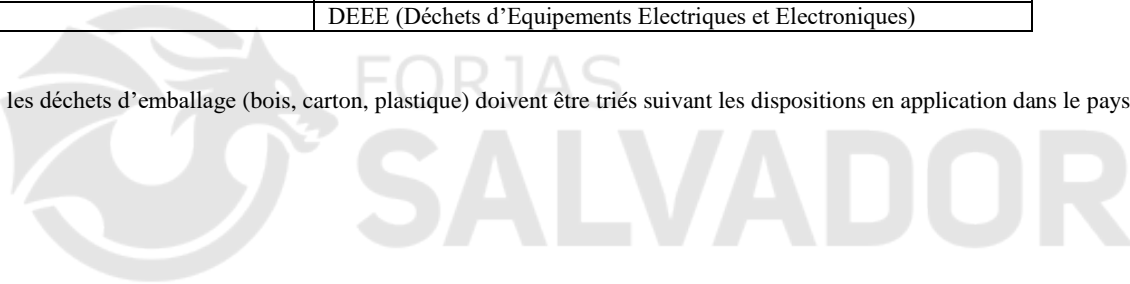 DEEE (Déchets d’Equipements Electriques et Electroniques)
FORJAS
les déchets d’emballage (bois, carton, plastique) doivent être triés suivant les dispositions en application dans le pays
SALVADOR